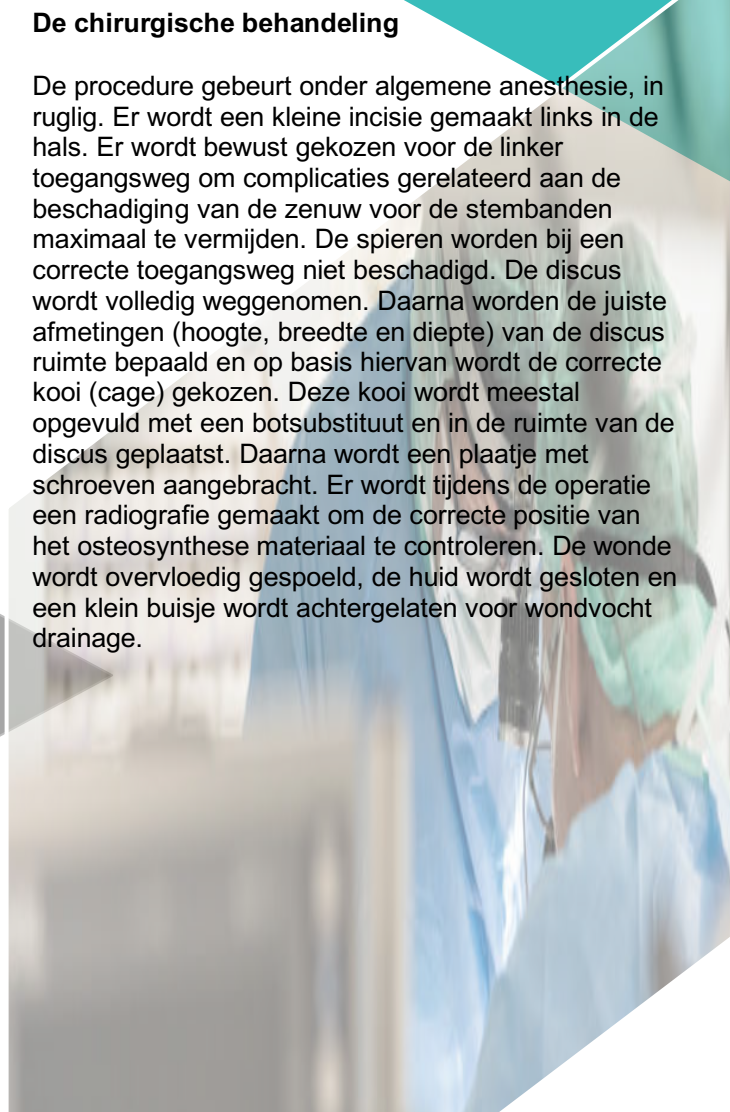 De chirurgische behandeling
De procedure gebeurt onder algemene anesthesie, in
ruglig. Er wordt een kleine incisie gemaakt links in de
hals. Er wordt bewust gekozen voor de linker
toegangsweg om complicaties gerelateerd aan de
beschadiging van de zenuw voor de stembanden
maximaal te vermijden. De spieren worden bij een
correcte toegangsweg niet beschadigd. De discus
wordt volledig weggenomen. Daarna worden de juiste
afmetingen (hoogte, breedte en diepte) van de discus
ruimte bepaald en op basis hiervan wordt de correcte
kooi (cage) gekozen. Deze kooi wordt meestal
opgevuld met een botsubstituut en in de ruimte van de
discus geplaatst. Daarna wordt een plaatje met
schroeven aangebracht. Er wordt tijdens de operatie
een radiografie gemaakt om de correcte positie van
het osteosynthese materiaal te controleren. De wonde
wordt overvloedig gespoeld, de huid wordt gesloten en
een klein buisje wordt achtergelaten voor wondvocht
drainage.